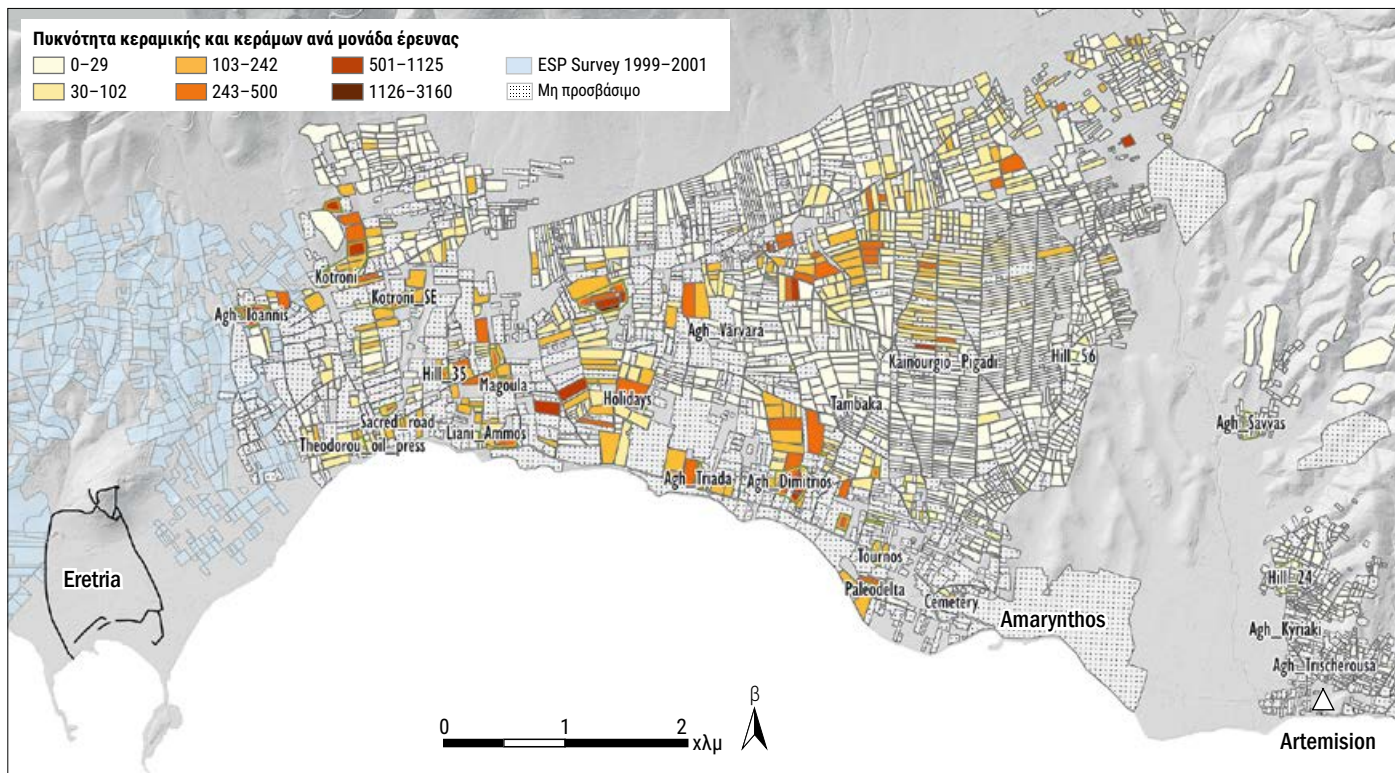 Πυκνότητα κεραμικής και κεράμων ανά μονάδα έρευνας
0–29
103–242
501–1125
ESP Survey 1999–2001
30–102
243–500
1126–3160
Μη προσβάσιμο
Kotroni
Kotroni_SE
Agh_Ioannis
Agh_Varvara
Hill_56
Kainourgio_Pigadi
Hill_35
Magoula
Holidays
Tambaka
Agh_Savvas
Sacred road
Liani_Ammos
Theodorou_oil_press
Agh_Triada
Agh_Dimitrios
Eretria
Tournos
Hill_24
Paleodelta
Cemetery
Amarynthos
Agh_Kyriaki
Agh_Trischerousa
β
0
1
2
χλμ
Artemision